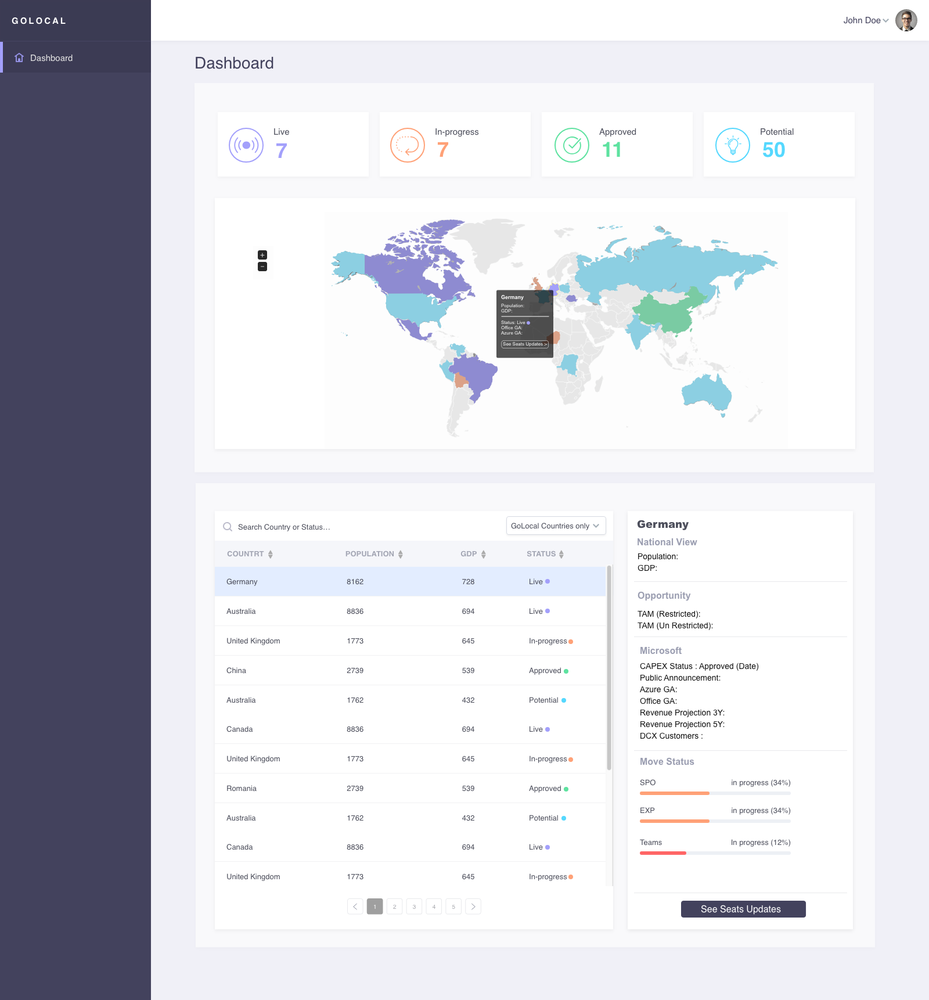 GOLOCAL
John Doe
Dashboard
Dashboard
Live
7
In-progress
7
Approved
11
Potential
50
+
−
Germany
Population:
GDP:
Status: Live
Office GA:
Azure GA:
See Seats Updates >
Search Country or Status...
GoLocal Countries only
COUNTRT POPULATION GDP STATUS
Germany 8162 728 Live
Australia 8836 694 Live
United Kingdom 1773 645 In-progress
China 2739 539 Approved
Australia 1762 432 Potential
Canada 8836 694 Live
United Kingdom 1773 645 In-progress
Romania 2739 539 Approved
Australia 1762 432 Potential
Canada 8836 694 Live
United Kingdom 1773 645 In-progress
< 1 2 3 4 5 >
Germany
National View
Population:
GDP:
Opportunity
TAM (Restricted):
TAM (Un Restricted):
Microsoft
CAPEX Status : Approved (Date)
Public Announcement:
Azure GA:
Office GA:
Revenue Projection 3Y:
Revenue Projection 5Y:
DCX Customers :
Move Status
SPO in progress (34%)
EXP in progress (34%)
Teams In progress (12%)
See Seats Updates